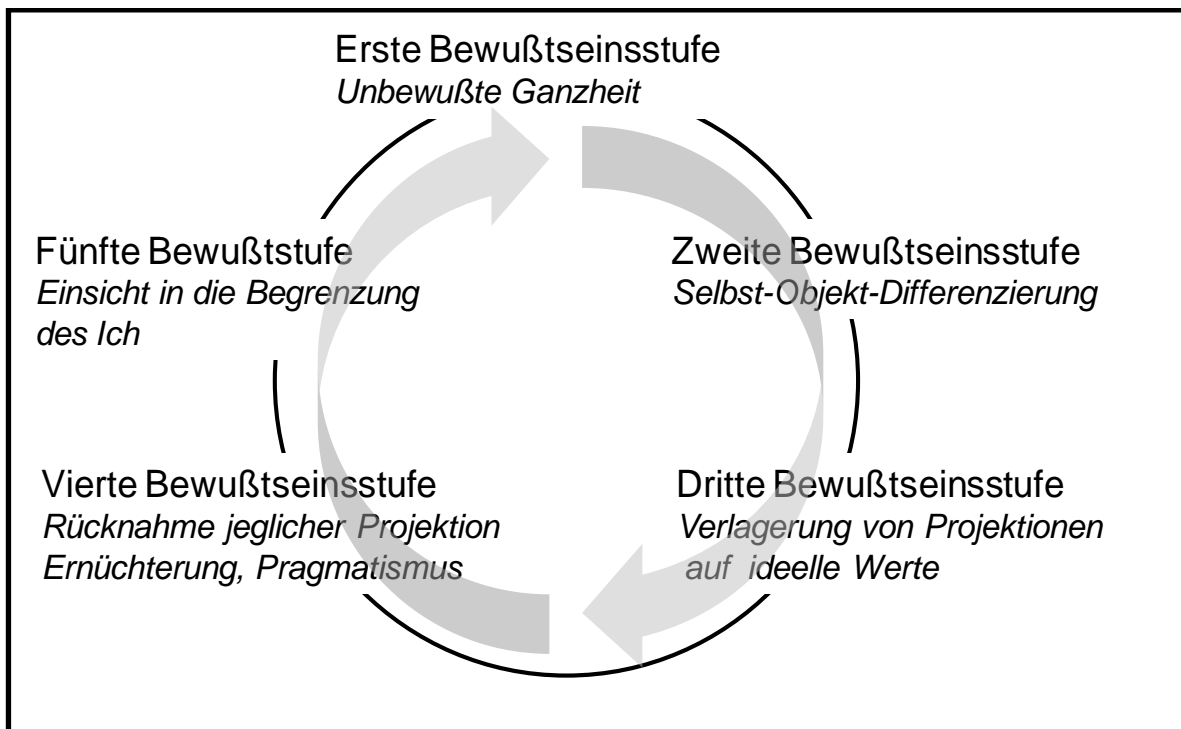 Erste Bewußtseinsstufe
Unbewußte Ganzheit
Zweite Bewußtseinsstufe
Selbst-Objekt-Differenzierung
Dritte Bewußtseinsstufe
Verlagerung von Projektionen
auf ideelle Werte
Vierte Bewußtseinsstufe
Rücknahme jeglicher Projektion
Ernüchterung, Pragmatismus
Fünfte Bewußtstufe
Einsicht in die Begrenzung
des Ich